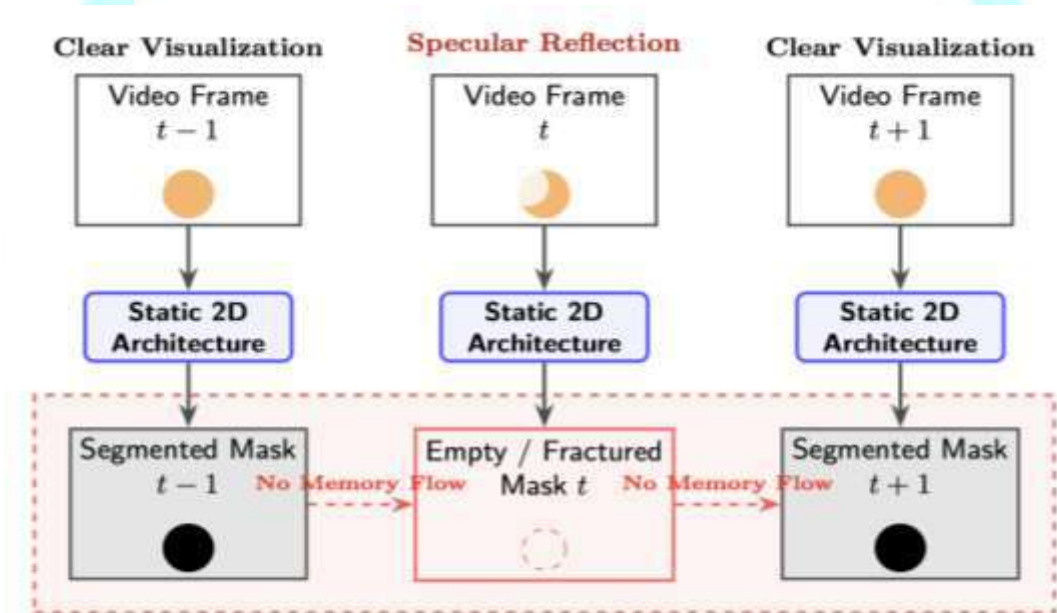 Clear Visualization
Specular Reflection
Clear Visualization
Video Frame
t − 1
Video Frame
t
Video Frame
t + 1
Static 2D
Architecture
Static 2D
Architecture
Static 2D
Architecture
Segmented Mask
t − 1
No Memory Flow
Empty / Fractured
Mask t
No Memory Flow
Segmented Mask
t + 1